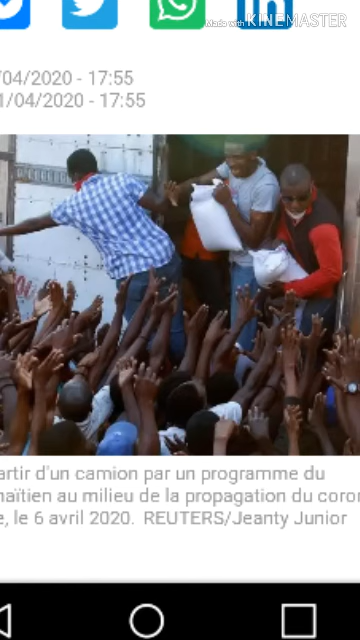 Made with KINEMASTER
/04/2020 - 17:55
1/04/2020 - 17:55
artir d'un camion par un programme du
haïtien au milieu de la propagation du coro
e, le 6 avril 2020. REUTERS/Jeanty Junior